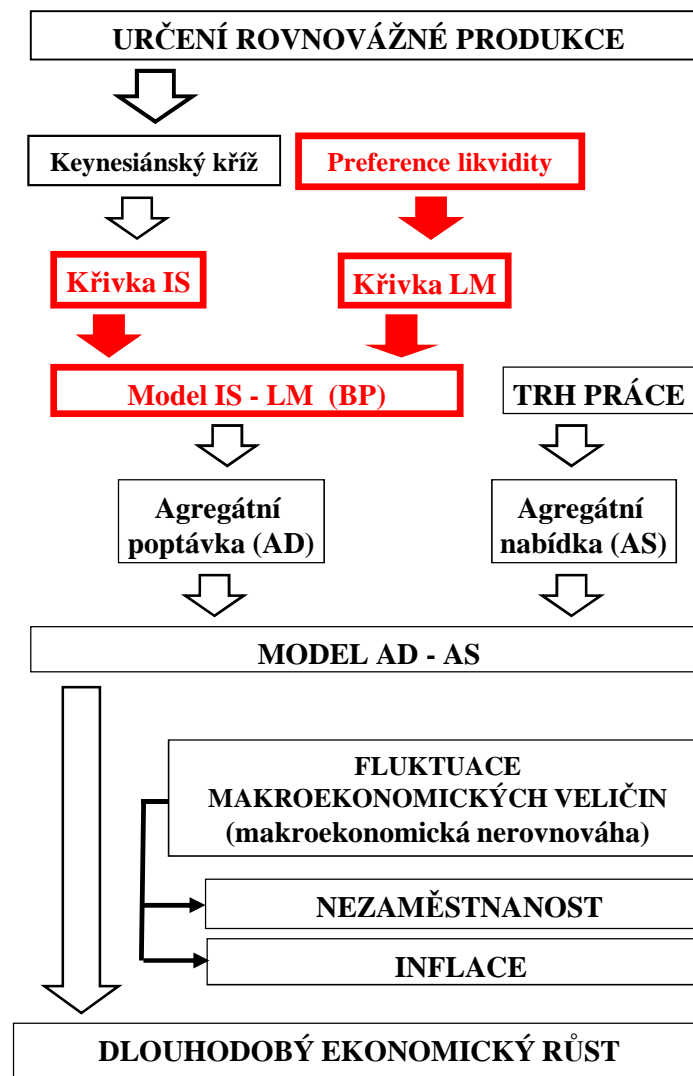 URČENÍ ROVNOVÁŽNÉ PRODUKCE
Keynesiánský kříž
Preference likvidity
Křivka IS
Křivka LM
Model IS - LM (BP)
TRH PRÁCE
Agregátní
poptávka (AD)
Agregátní
nabídka (AS)
MODEL AD - AS
FLUKTUACE
MAKROEKONOMICKÝCH VELIČIN
(makroekonomická nerovnováha)
NEZAMĚSTNANOST
INFLACE
DLOUHODOBÝ EKONOMICKÝ RŮST